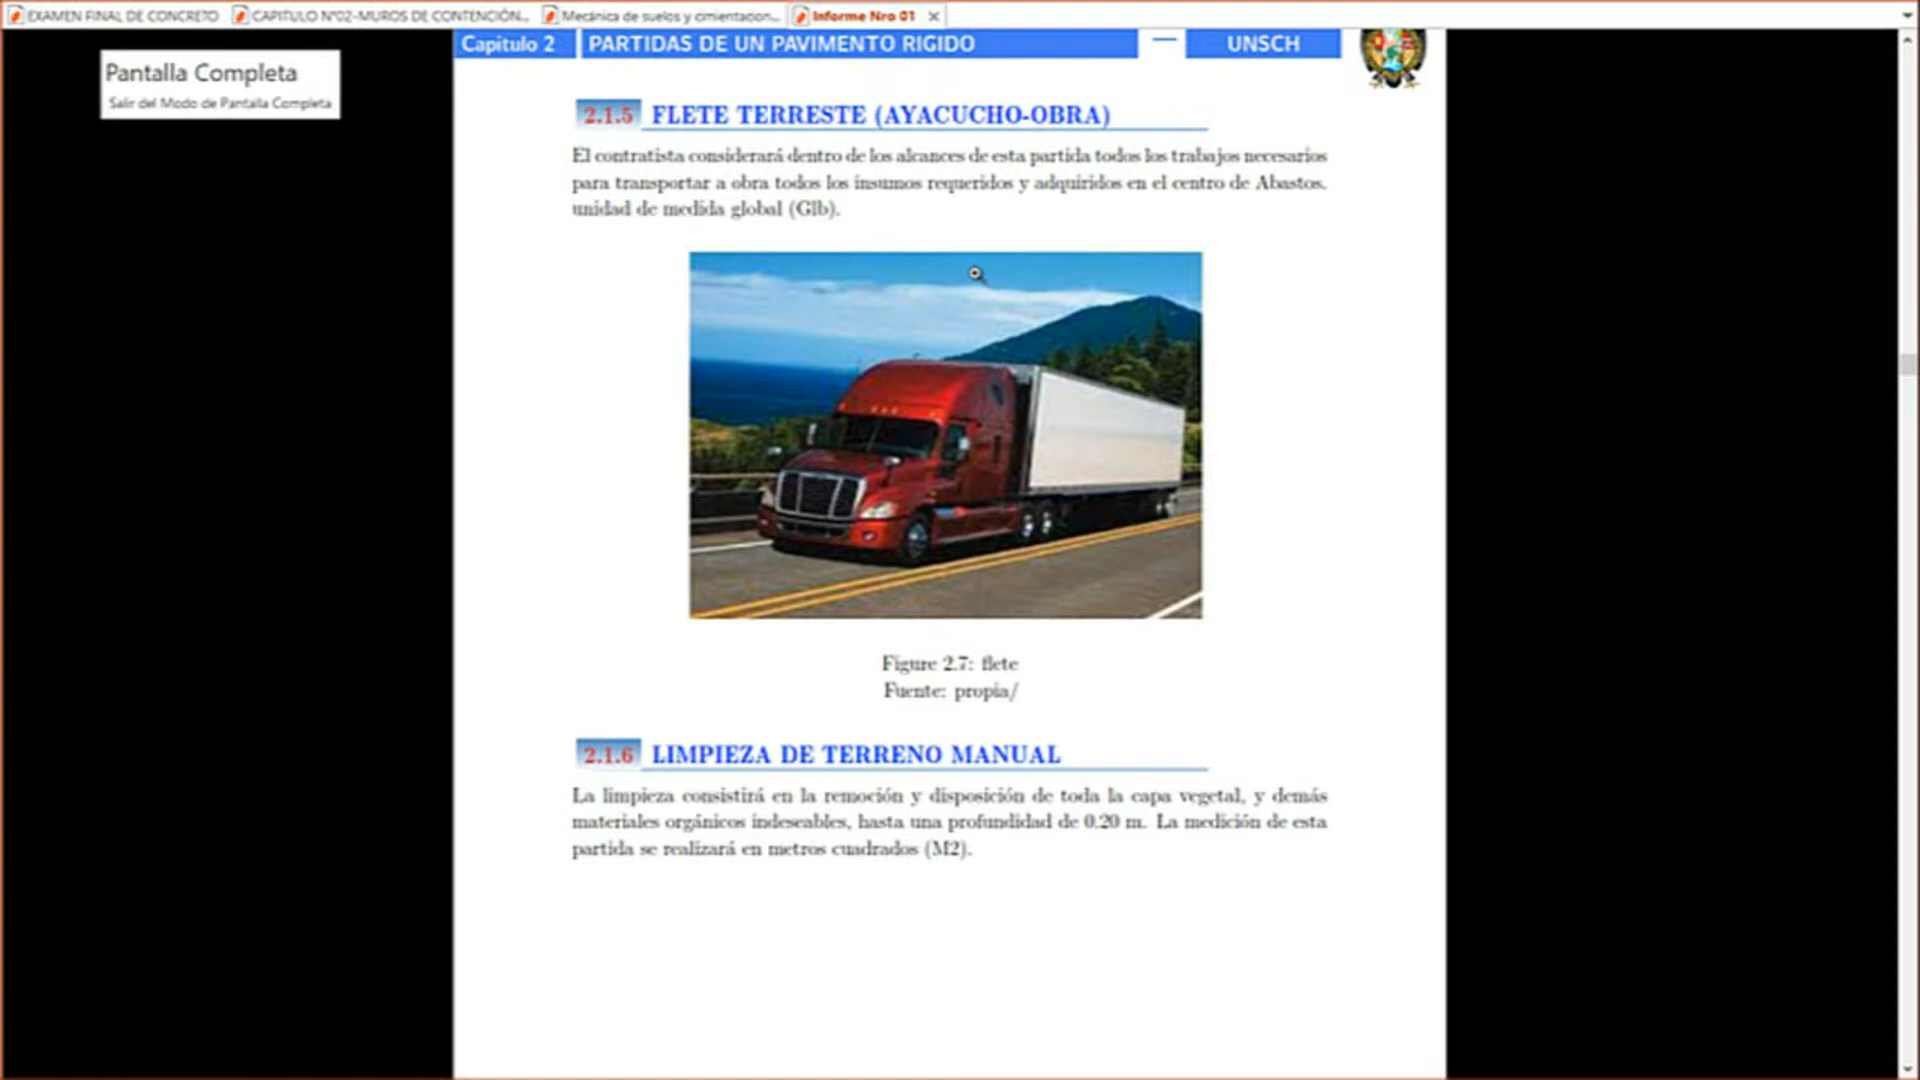 EXAMEN FINAL DE CONCRETO
CAPITULO N°02-MUROS DE CONTENCIÓN...
Mecánica de suelos y cimientacion...
Informe Nro 01
Capitulo 2
PARTIDAS DE UN PAVIMENTO RIGIDO
UNSCH
Pantalla Completa
Salir del Modo de Pantalla Completa
2.1.5 FLETE TERRESTE (AYACUCHO-OBRA)
El contratista considerará dentro de los alcances de esta partida todos los trabajos necesarios
para transportar a obra todos los insumos requeridos y adquiridos en el centro de Abastos.
unidad de medida global (Glb).
Figure 2.7: flete
Fuente: propia/
2.1.6 LIMPIEZA DE TERRENO MANUAL
La limpieza consistirá en la remoción y disposición de toda la capa vegetal, y demás
materiales orgánicos indeseables, hasta una profundidad de 0.20 m. La medición de esta
partida se realizará en metros cuadrados (M2).